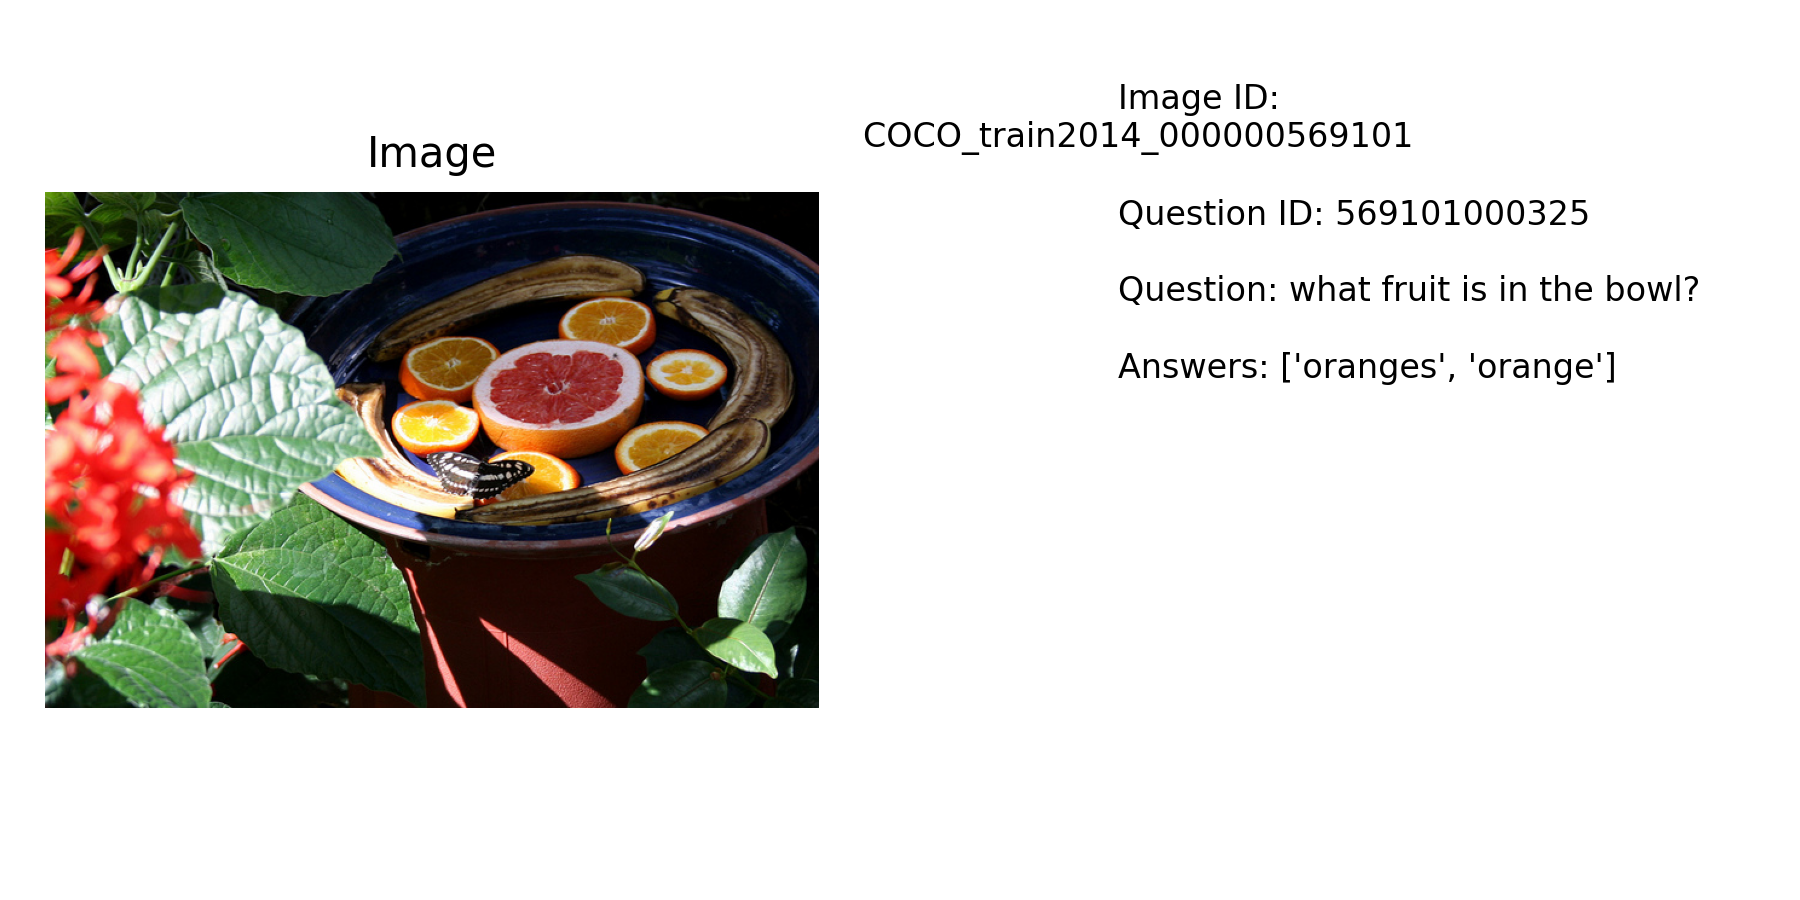 Image
Image ID:
COCO_train2014_000000569101
Question ID: 569101000325
Question: what fruit is in the bowl?
Answers: ['oranges', 'orange']